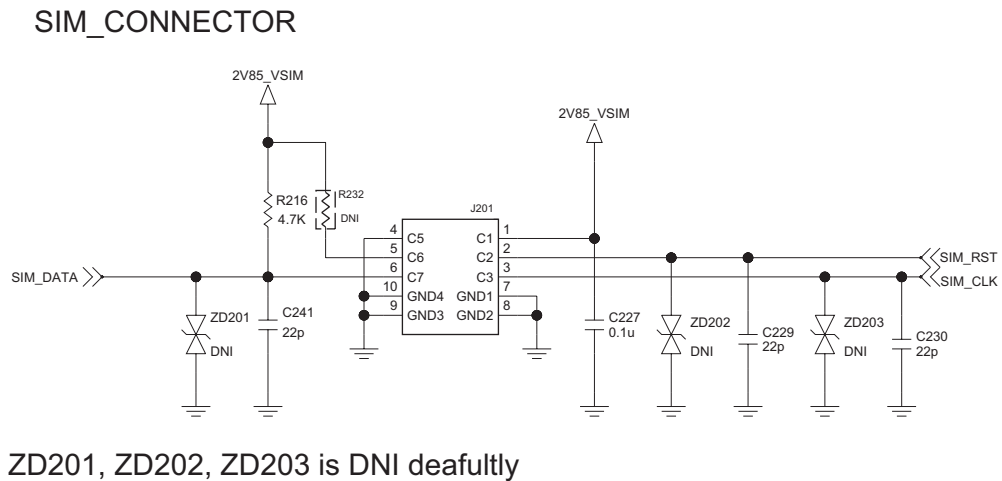 SIM_CONNECTOR
2V85_VSIM
2V85_VSIM
R216
4.7K
R232
DNI
J201
4
C5
C1
1
5
C6
C2
2
6
C7
C3
3
10
GND4
GND1
7
9
GND3
GND2
8
SIM_DATA
SIM_RST
SIM_CLK
ZD201
DNI
C241
22p
C227
0.1u
ZD202
DNI
C229
22p
ZD203
DNI
C230
22p
ZD201, ZD202, ZD203 is DNI deafultly